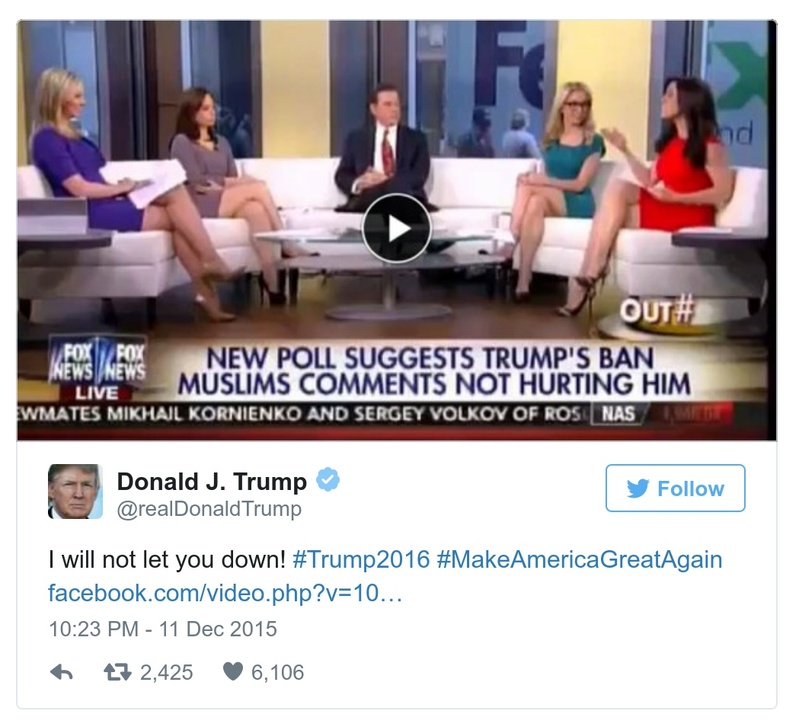 Fe
X
nd
OUT#
FOX FOX
NEWS NEWS
LIVE
NEW POLL SUGGESTS TRUMP'S BAN
MUSLIMS COMMENTS NOT HURTING HIM
EWMATES MIKHAIL KORNIENKO AND SERGEY VOLKOV OF ROS NAS
Donald J. Trump
@realDonaldTrump
Follow
I will not let you down! #Trump2016 #MakeAmericaGreatAgain
facebook.com/video.php?v=10…
10:23 PM - 11 Dec 2015
2,425 6,106